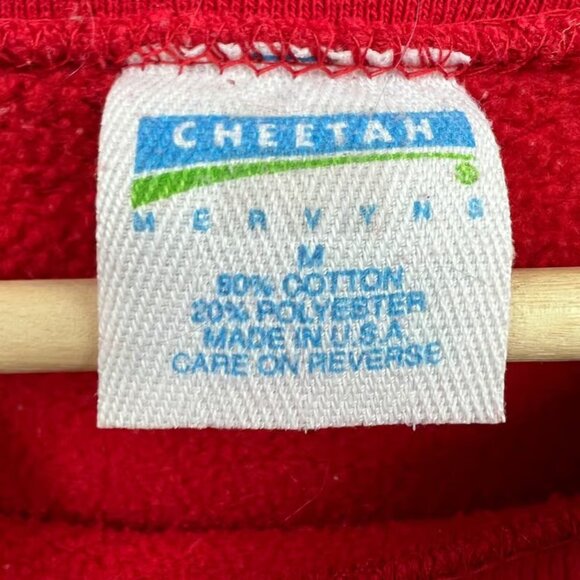 CHEETAH
MERVYNS
M
80% COTTON
20% POLYESTER
MADE IN U.S.A.
CARE ON REVERSE